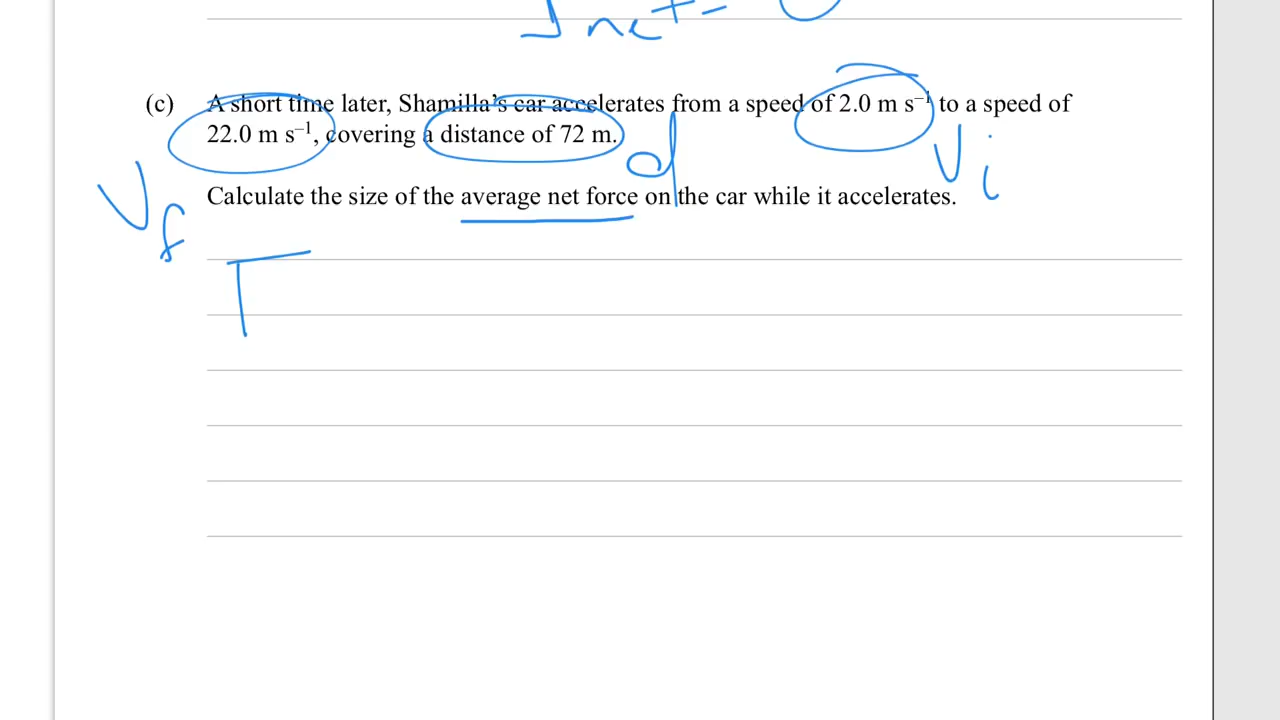 (c) A short time later, Shamilla’s car accelerates from a speed of 2.0 m s⁻¹ to a speed of
22.0 m s⁻¹, covering a distance of 72 m.
d
Vi
Vf
Calculate the size of the average net force on the car while it accelerates.